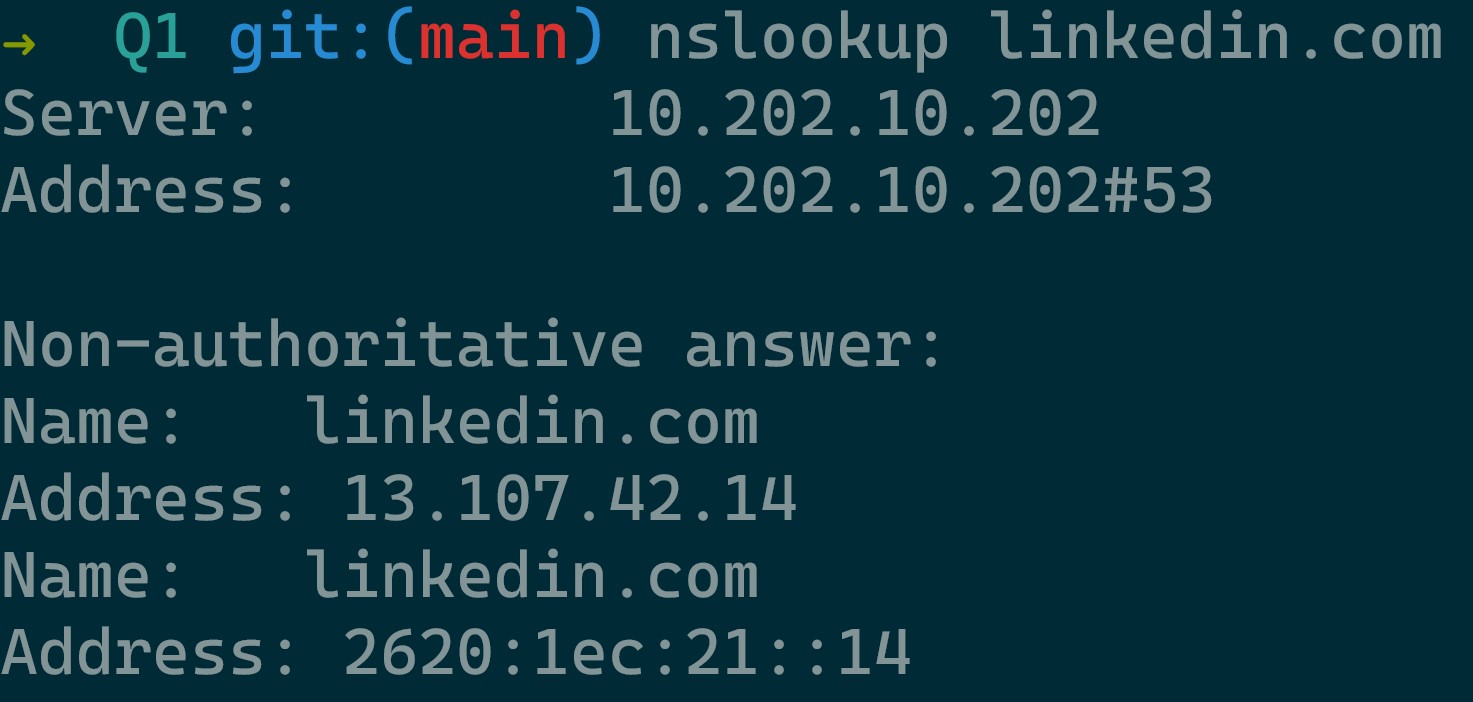 →  Q1 git:(main) nslookup linkedin.com
Server:         10.202.10.202
Address:        10.202.10.202#53

Non-authoritative answer:
Name:   linkedin.com
Address: 13.107.42.14
Name:   linkedin.com
Address: 2620:1ec:21::14